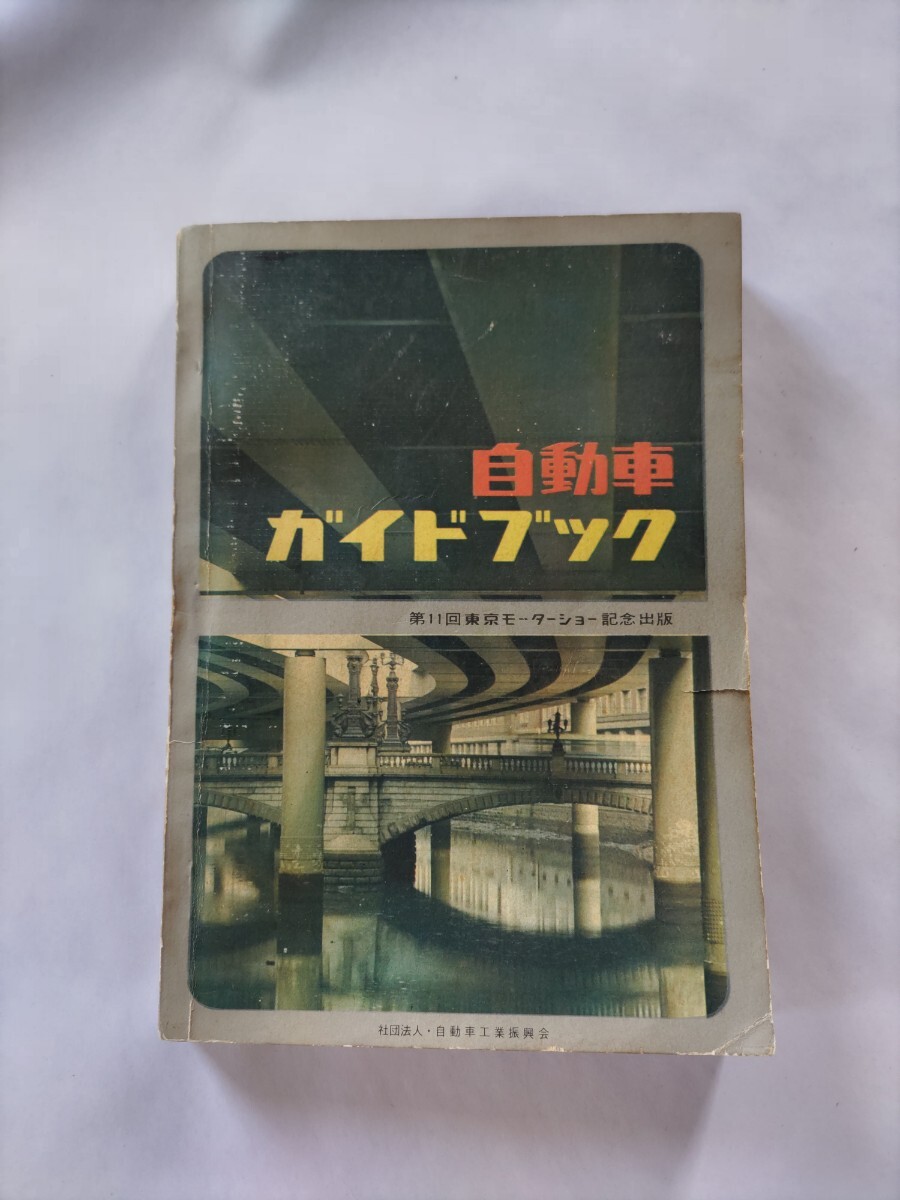 自動車
ガイドブック
第11回東京モーターショー記念出版
社団法人・自動車工業振興会